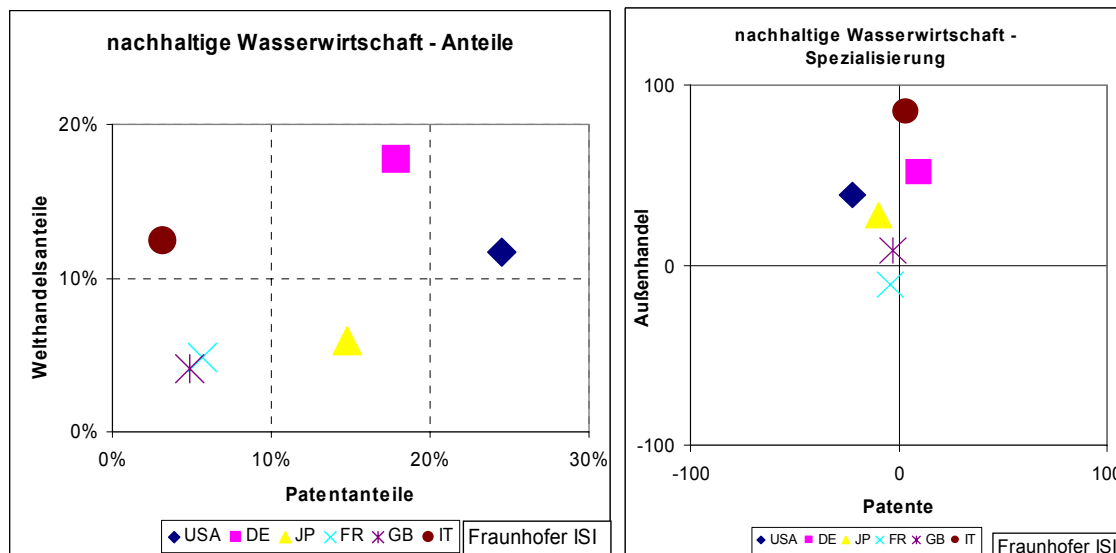 nachhaltige Wasserwirtschaft - Anteile
Welthandelsanteile
20%
10%
0%
0%
10%
20%
30%
Patentanteile
USA DE JP FR GB IT
Fraunhofer ISI
nachhaltige Wasserwirtschaft -
Spezialisierung
Außenhandel
100
0
-100
-100
0
100
Patente
USA DE JP FR GB IT
Fraunhofer ISI